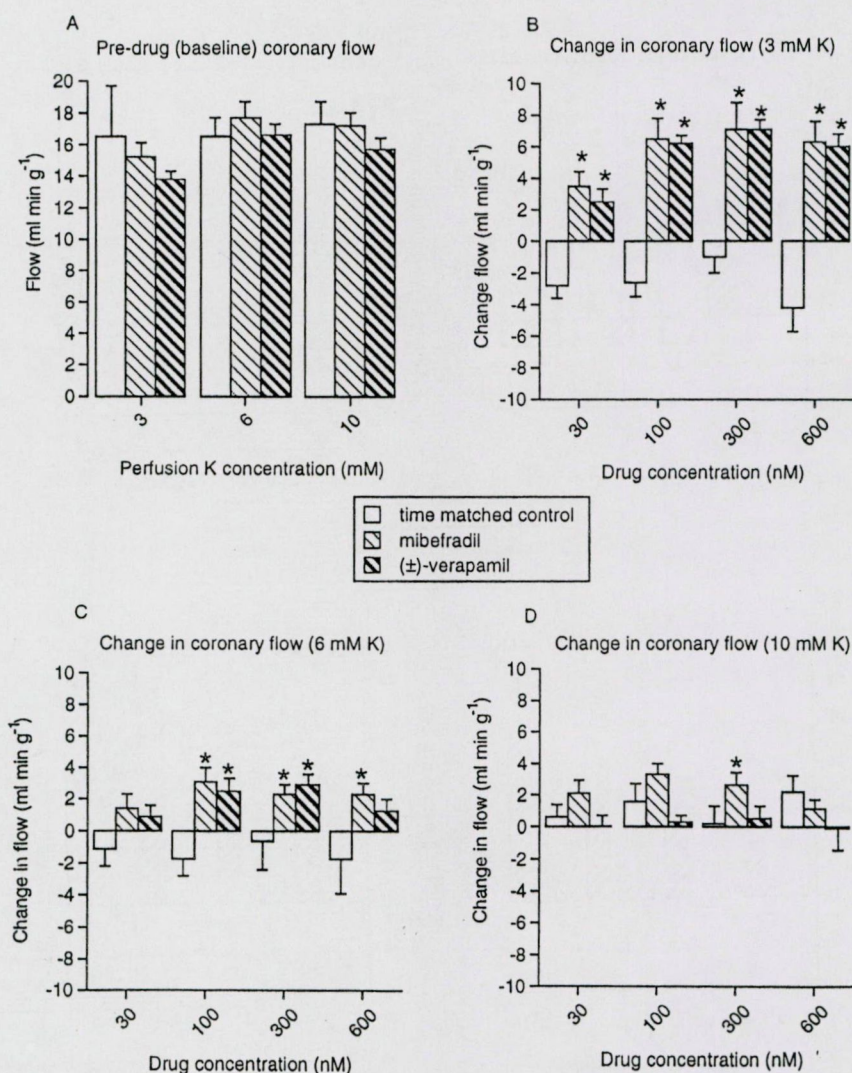 A
Pre-drug (baseline) coronary flow
20
18
16
14
12
10
8
6
4
2
0
Flow (ml min g⁻¹)
3
6
10
Perfusion K concentration (mM)
B
Change in coronary flow (3 mM K)
10
8
6
4
2
0
-2
-4
-6
-8
-10
Change flow (ml min g⁻¹)
* * * * * * * *
30
100
300
600
Drug concentration (nM)
time matched control
mibefradil
(±)-verapamil
C
Change in coronary flow (6 mM K)
10
8
6
4
2
0
-2
-4
-6
-8
-10
Change in flow (ml min g⁻¹)
* * * * *
30
100
300
600
Drug concentration (nM)
D
Change in coronary flow (10 mM K)
10
8
6
4
2
0
-2
-4
-6
-8
-10
Change in flow (ml min g⁻¹)
*
30
100
300
600
Drug concentration (nM)